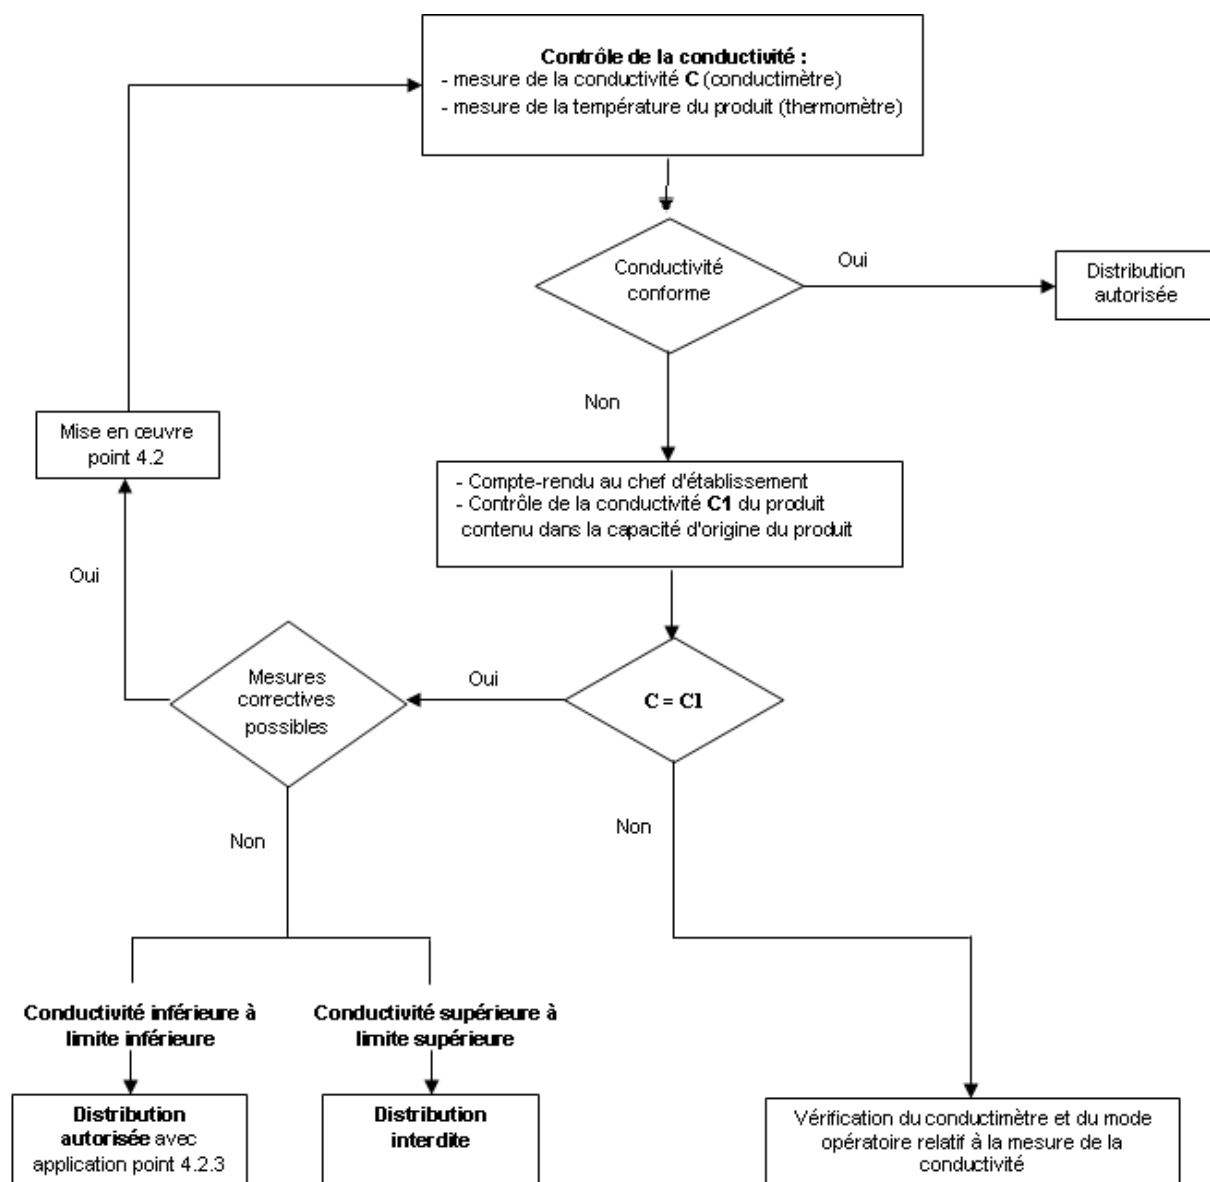 Contrôle de la conductivité :
- mesure de la conductivité C (conductimètre)
- mesure de la température du produit (thermomètre)
Conductivité
conforme
Oui
Distribution
autorisée
Non
Mise en œuvre
point 4.2
- Compte-rendu au chef d'établissement
- Contrôle de la conductivité C1 du produit
contenu dans la capacité d'origine du produit
Oui
Mesures
correctives
possibles
Oui
C = C1
Non
Non
Conductivité inférieure à
limite inférieure
Conductivité supérieure à
limite supérieure
Distribution
autorisée avec
application point 4.2.3
Distribution
interdite
Vérification du conductimètre et du mode
opératoire relatif à la mesure de la
conductivité